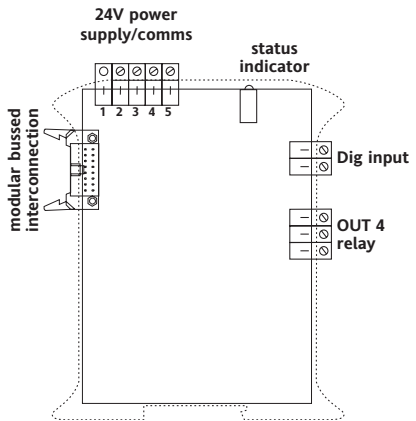 24V power
supply/comms
status
indicator
modular bussed
interconnection
1 2 3 4 5
Dig input
OUT 4
relay